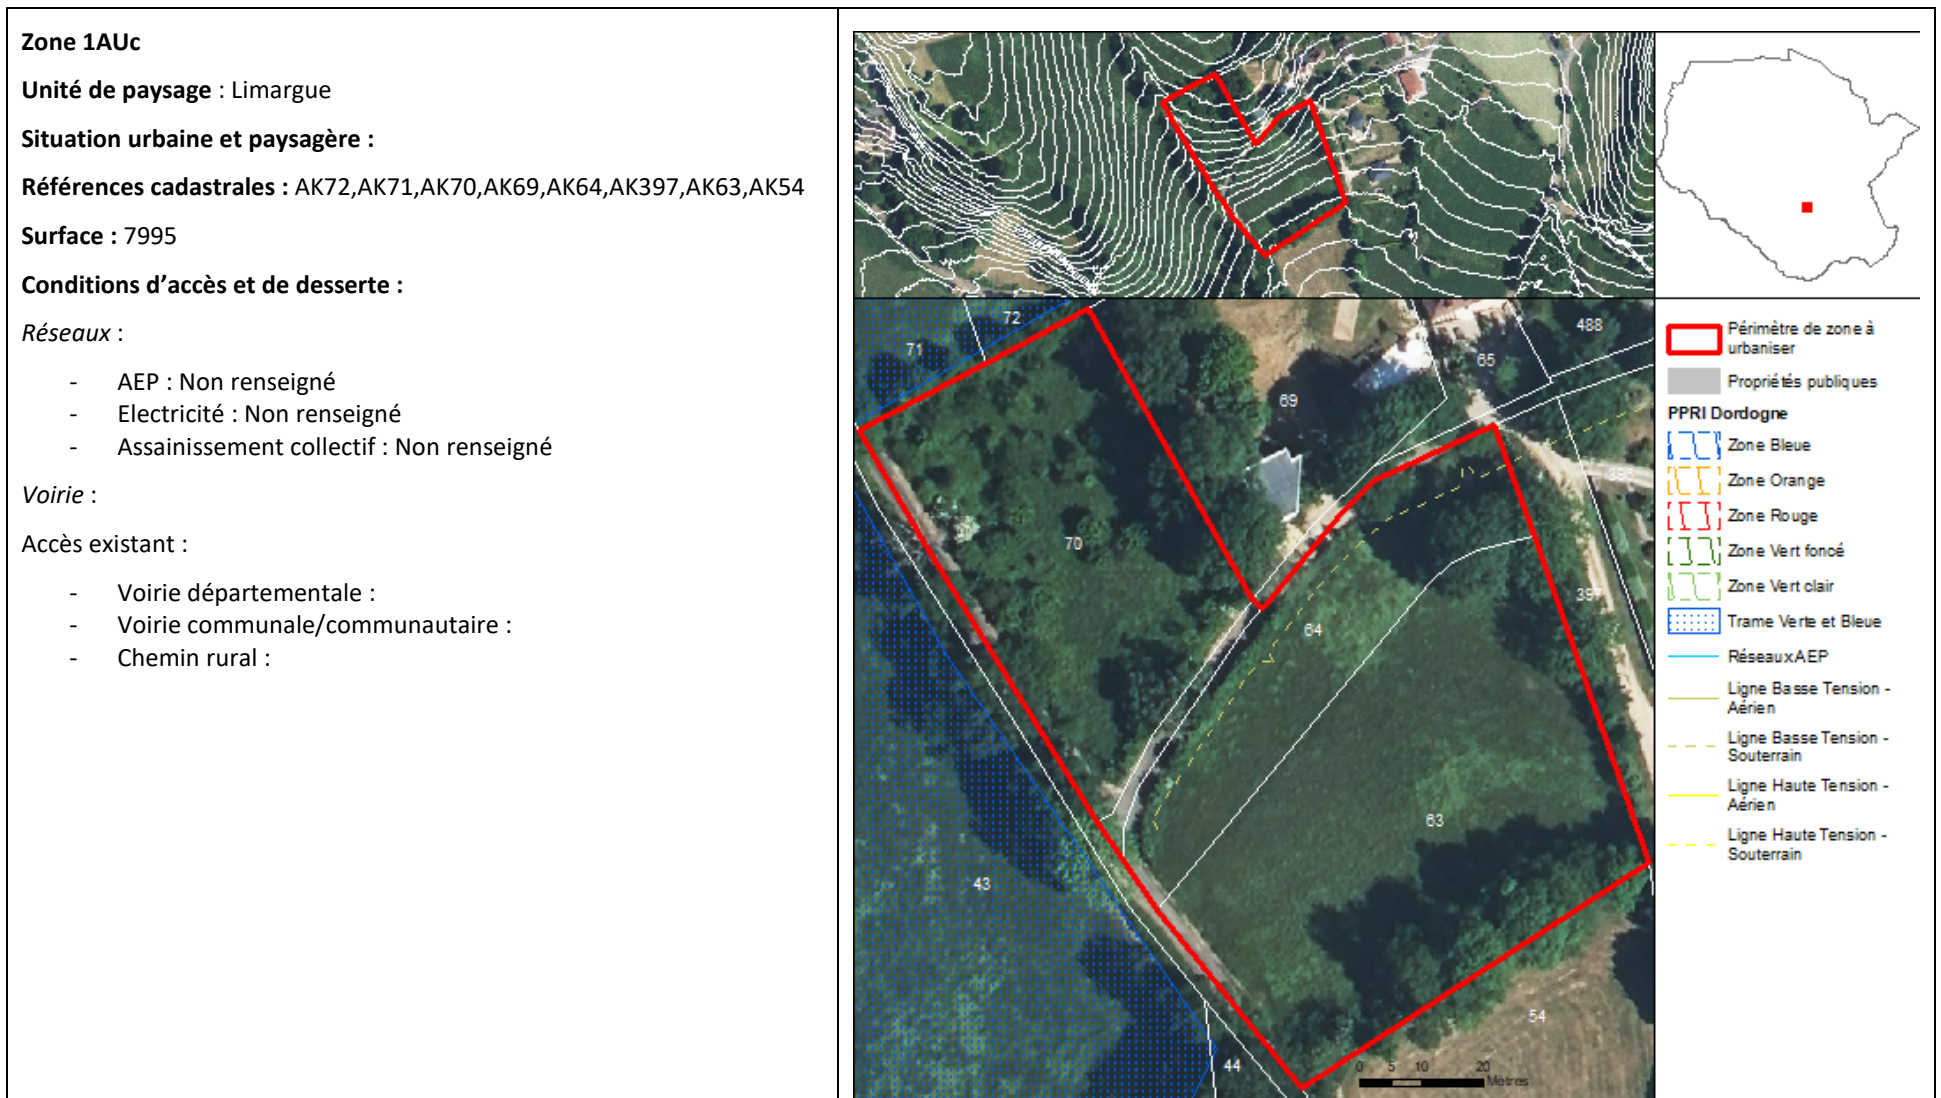 Zone 1AUc
Unité de paysage : Limargue
Situation urbaine et paysagère :
Références cadastrales : AK72,AK71,AK70,AK69,AK64,AK397,AK63,AK54
Surface : 7995
Conditions d’accès et de desserte :
Réseaux :
- AEP : Non renseigné
- Electricité : Non renseigné
- Assainissement collectif : Non renseigné
Voirie :
Accès existant :
- Voirie départementale :
- Voirie communale/communautaire :
- Chemin rural :
72
71
488
65
69
70
64
397
63
43
54
44
0 5 10 20
Mètres
Périmètre de zone à
urbaniser
Propriétés publiques
PPRI Dordogne
Zone Bleue
Zone Orange
Zone Rouge
Zone Vert foncé
Zone Vert clair
Trame Verte et Bleue
Réseaux AEP
Ligne Basse Tension -
Aérien
Ligne Basse Tension -
Souterrain
Ligne Haute Tension -
Aérien
Ligne Haute Tension -
Souterrain